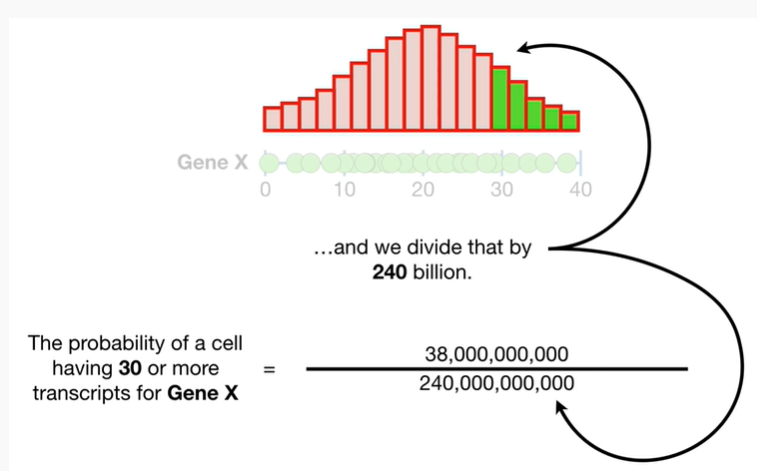 Gene X
0 10 20 30 40
...and we divide that by
240 billion.
The probability of a cell
having 30 or more
transcripts for Gene X
=
38,000,000,000
240,000,000,000